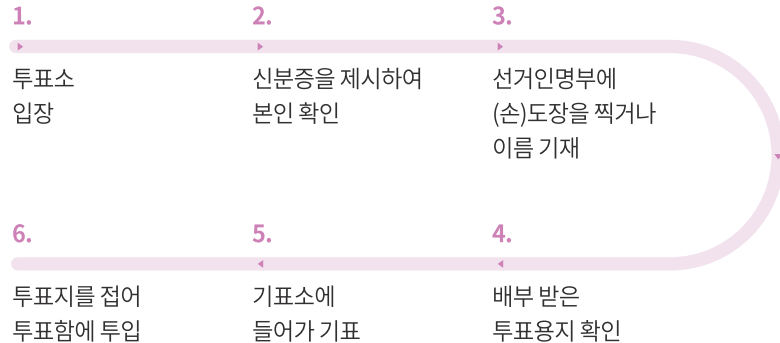 1.
투표소
입장
2.
신분증을 제시하여
본인 확인
3.
선거인명부에
(손)도장을 찍거나
이름 기재
4.
배부 받은
투표용지 확인
5.
기표소에
들어가 기표
6.
투표지를 접어
투표함에 투입